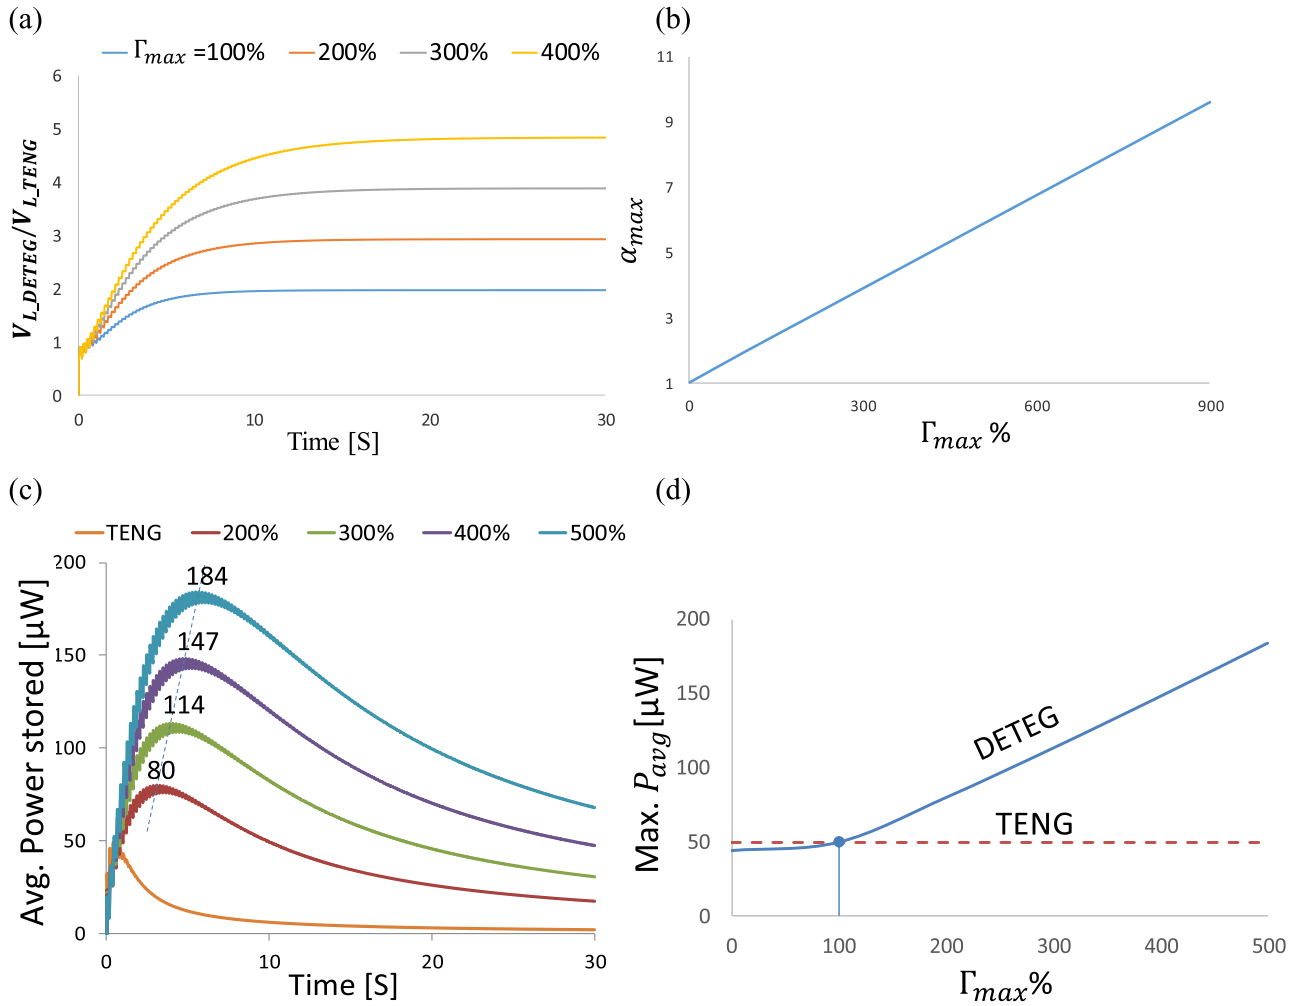 (a)
Γmax =100% 200% 300% 400%
6
5
4
3
2
1
0
VL_DETEG/VL_TENG
0 10 20 30
Time [S]
(b)
11
9
7
5
3
1
αmax
0 300 600 900
Γmax %
(c)
TENG 200% 300% 400% 500%
200
150
100
50
0
Avg. Power stored [µW]
184
147
114
80
0 10 20 30
Time [S]
(d)
200
150
100
50
0
Max. Pavg [µW]
DETEG
TENG
0 100 200 300 400 500
Γmax%